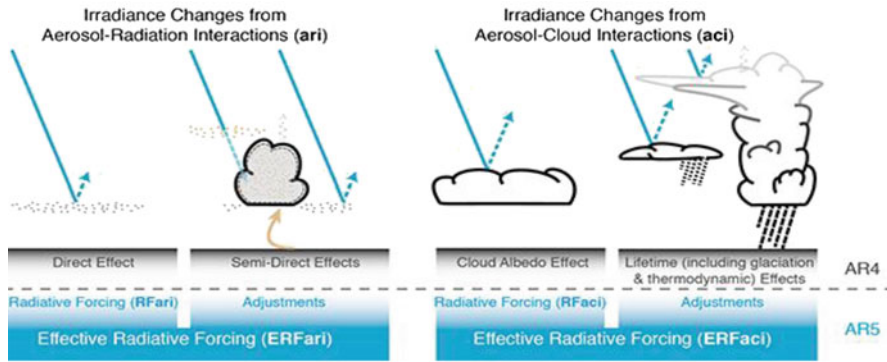 Irradiance Changes from
Aerosol-Radiation Interactions (ari)
Irradiance Changes from
Aerosol-Cloud Interactions (aci)
Direct Effect
Semi-Direct Effects
Cloud Albedo Effect
Lifetime (including glaciation
& thermodynamic) Effects
AR4
Radiative Forcing (RFari)
Adjustments
Radiative Forcing (RFaci)
Adjustments
Effective Radiative Forcing (ERFari)
Effective Radiative Forcing (ERFaci)
AR5